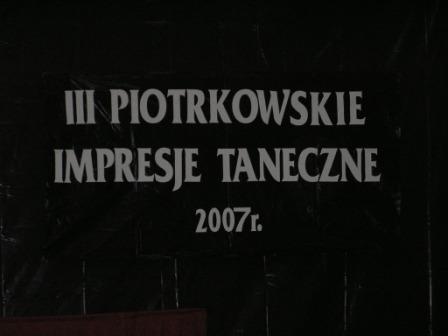 III PIOTRKOWSKIE
IMPRESJE TANECZNE
2007r.